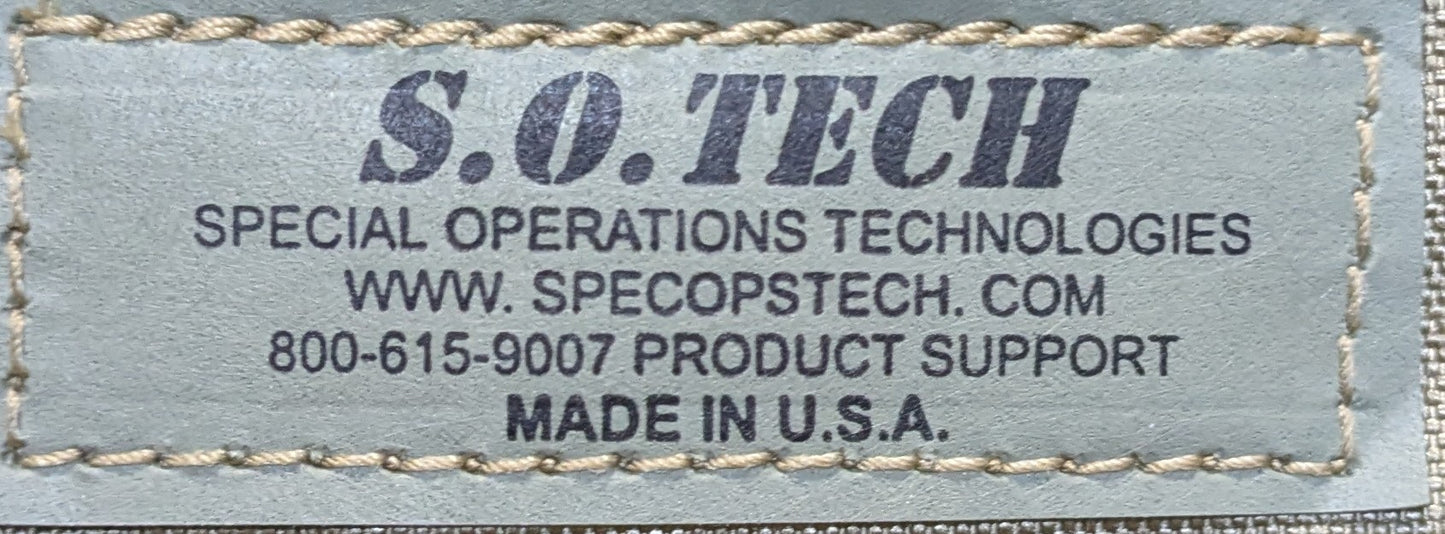 S.O.TECH
SPECIAL OPERATIONS TECHNOLOGIES
WWW. SPECOPSTECH. COM
800-615-9007 PRODUCT SUPPORT
MADE IN U.S.A.